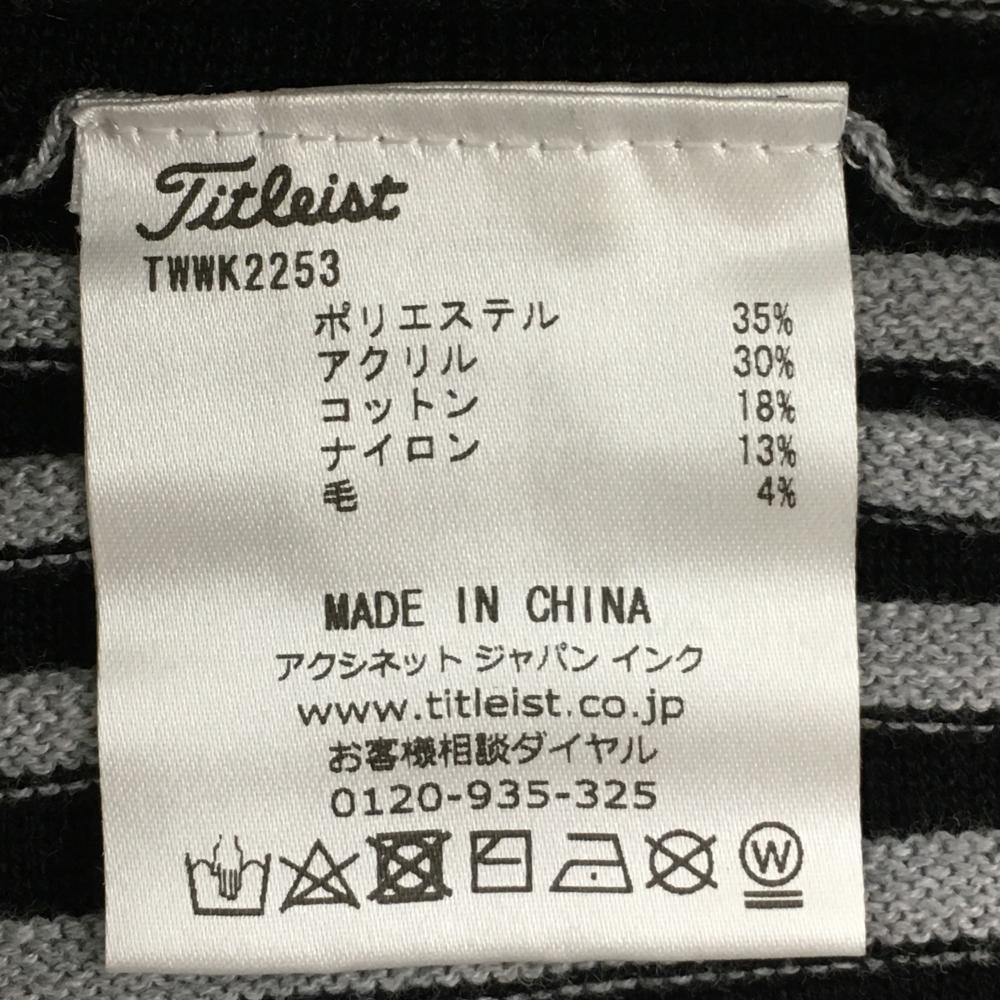 Titleist
TWWK2253
ポリエステル 35%
アクリル 30%
コットン 18%
ナイロン 13%
毛 4%
MADE IN CHINA
アクシネット ジャパン インク
www.titleist.co.jp
お客様相談ダイヤル
0120-935-325
W